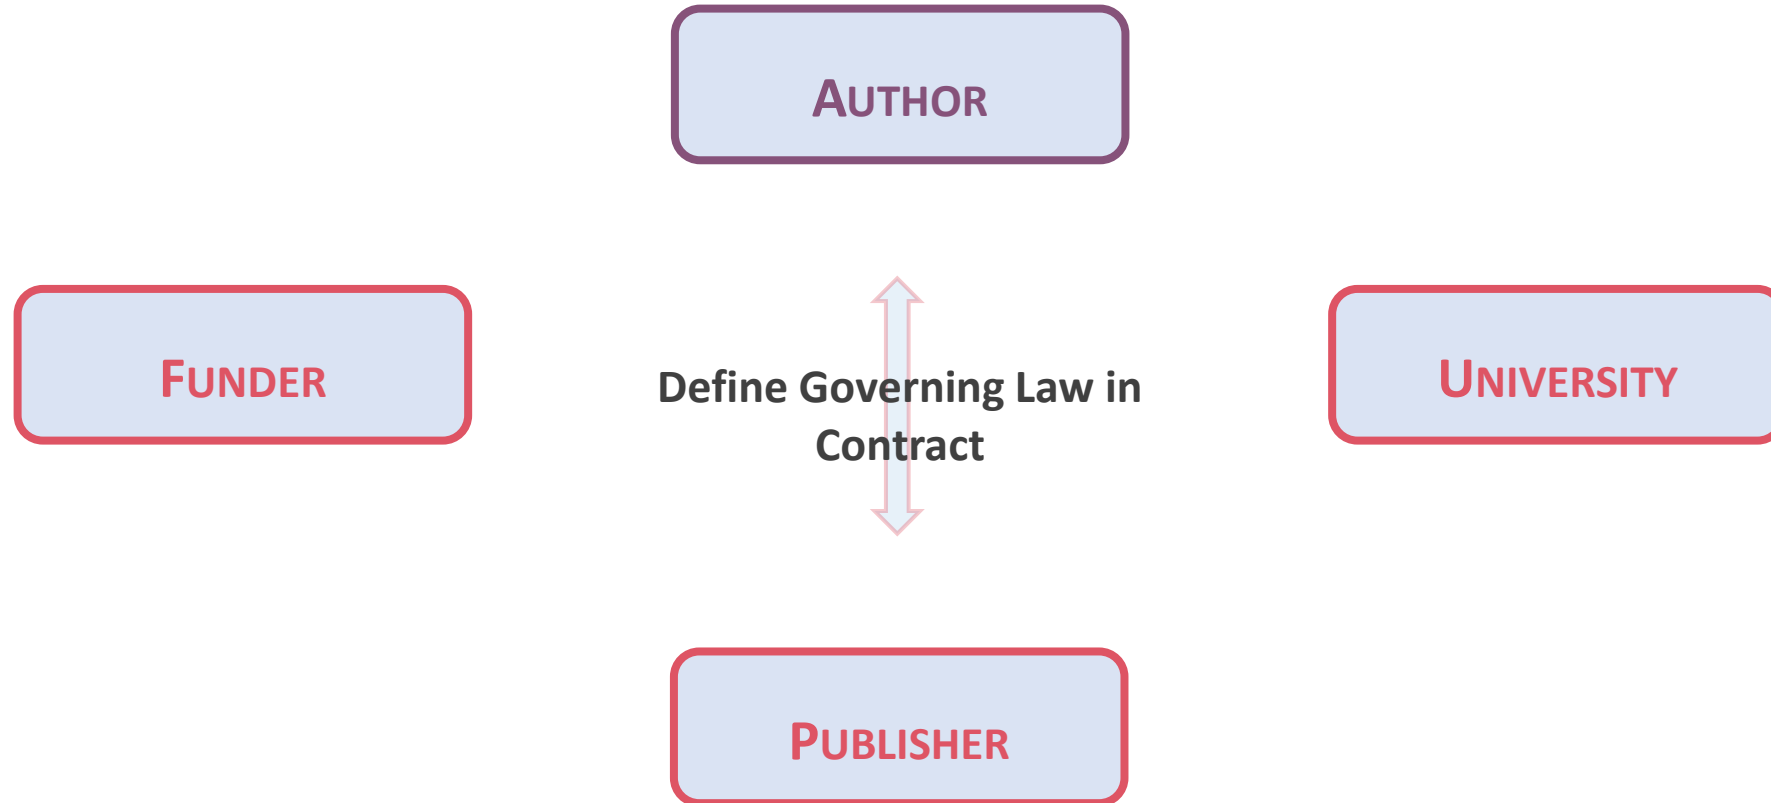 AUTHOR
FUNDER
Define Governing Law in
Contract
UNIVERSITY
PUBLISHER